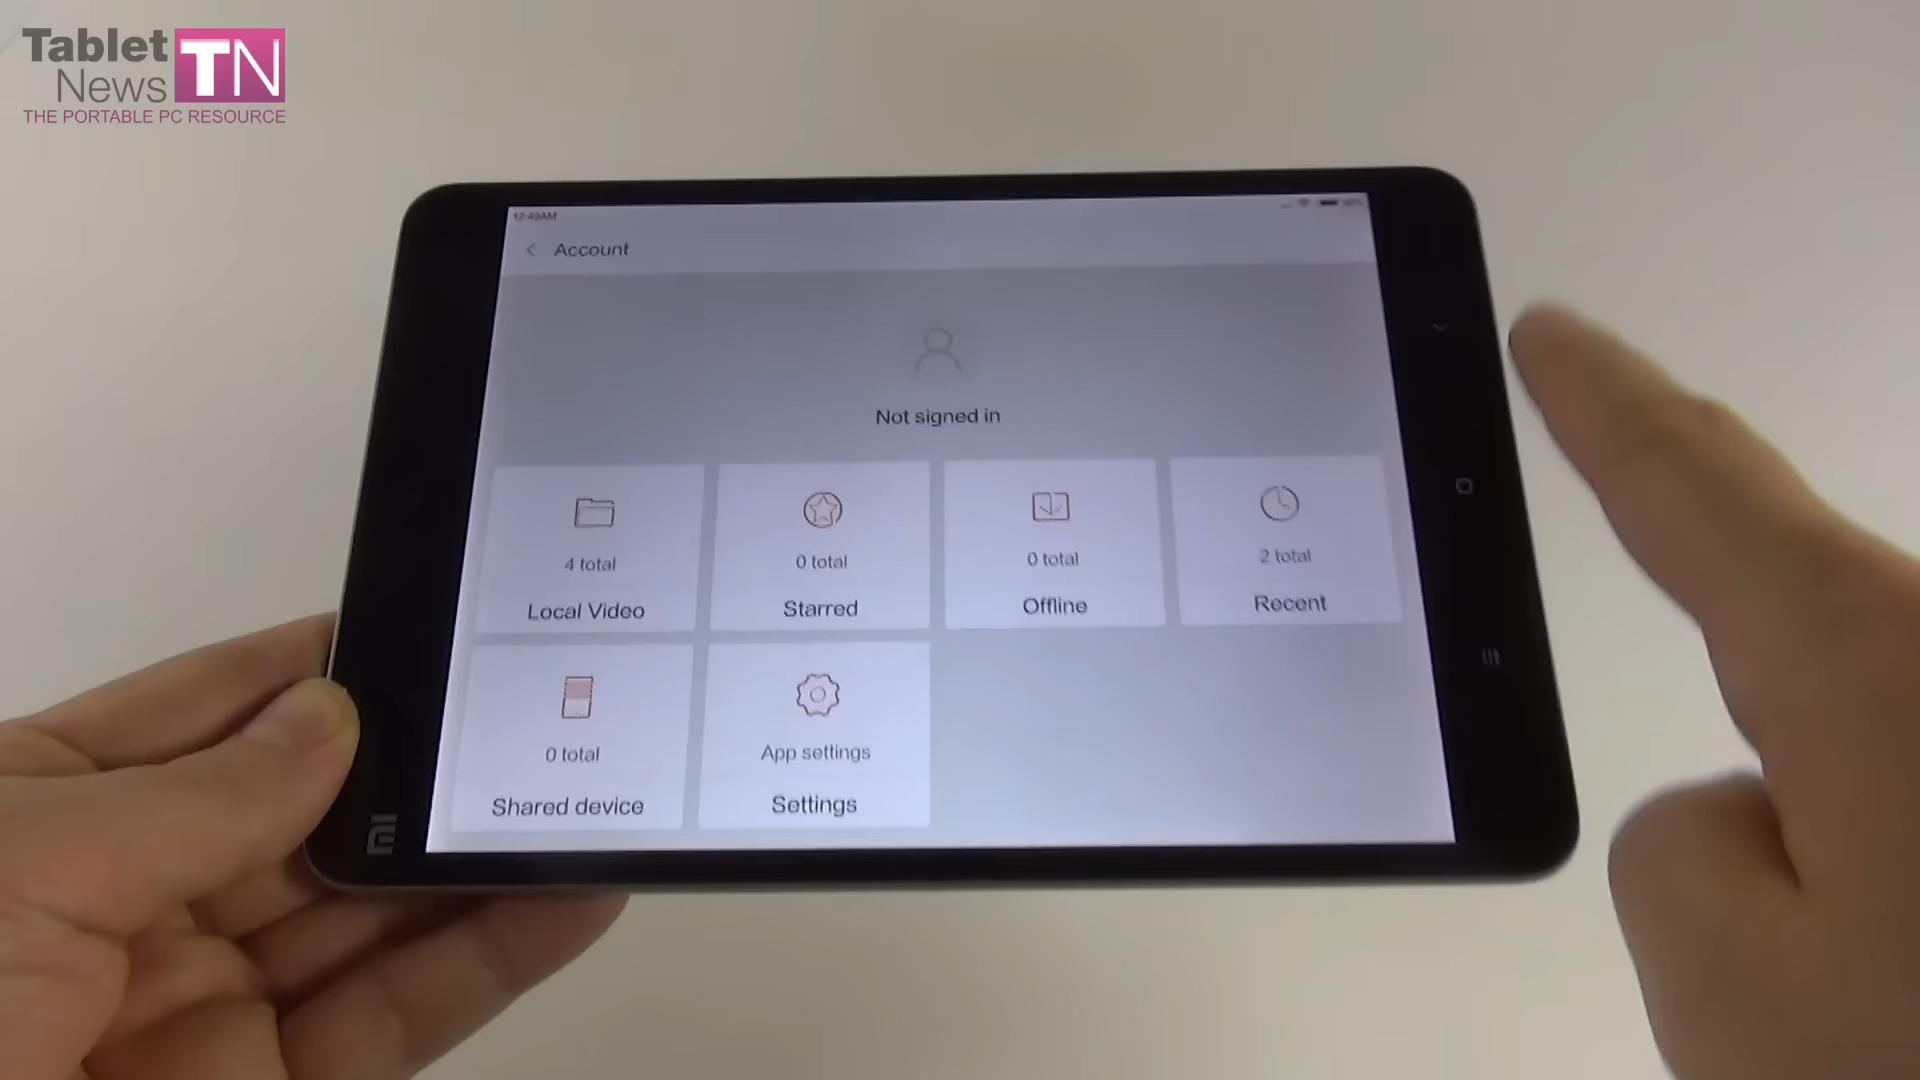 Tablet
News TN
THE PORTABLE PC RESOURCE
12:49AM
Account
Not signed in
4 total
Local Video
0 total
Starred
0 total
Offline
2 total
Recent
0 total
Shared device
App settings
Settings
mi